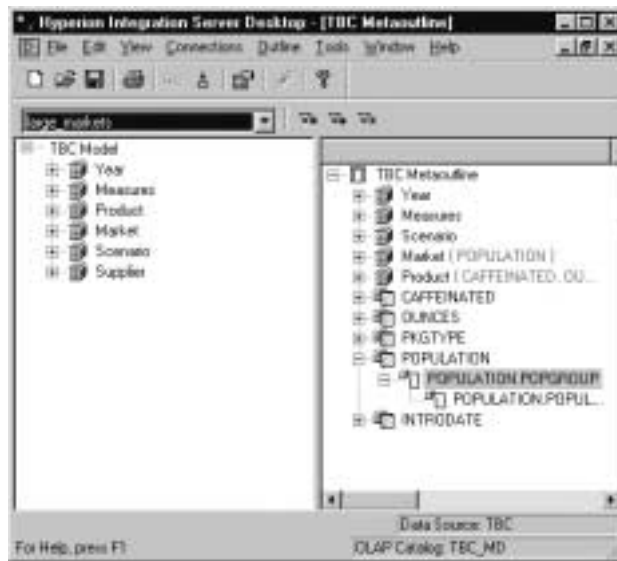 Hyperion Integration Server Desktop - [TBC Metaoutline]
File Edit View Connections Outline Tools Window Help
large_markets
TBC Model
Year
Measures
Product
Market
Scenario
Supplier
TBC Metaoutline
Year
Measures
Scenario
Market ( POPULATION )
Product ( CAFFEINATED, OU...
CAFFEINATED
OUNCES
PKGTYPE
POPULATION
POPULATION.POPGROUP
POPULATION.POPUL...
INTRODATE
Data Source: TBC
For Help, press F1
OLAP Catalog: TBC_MD